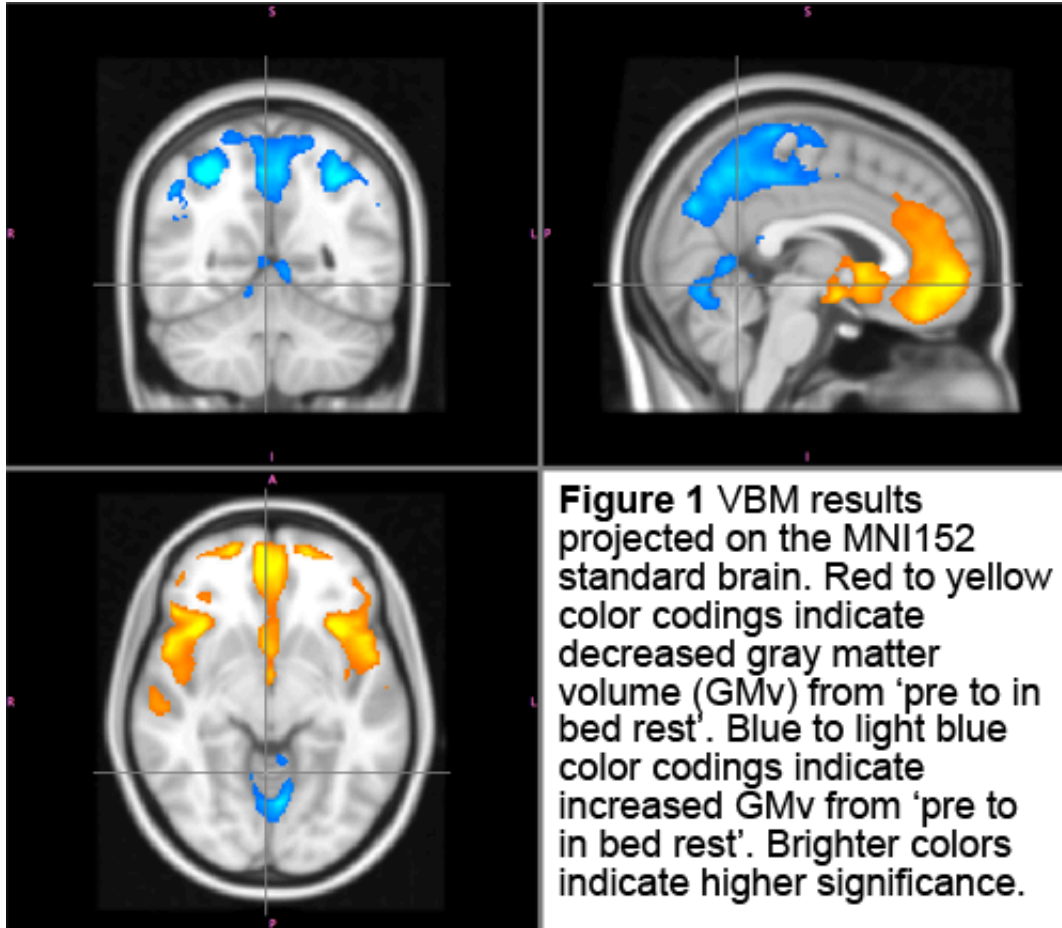 S
S
R
L
P
I
I
A
R
L
P
Figure 1 VBM results
projected on the MNI152
standard brain. Red to yellow
color codings indicate
decreased gray matter
volume (GMv) from ‘pre to in
bed rest’. Blue to light blue
color codings indicate
increased GMv from ‘pre to
in bed rest’. Brighter colors
indicate higher significance.